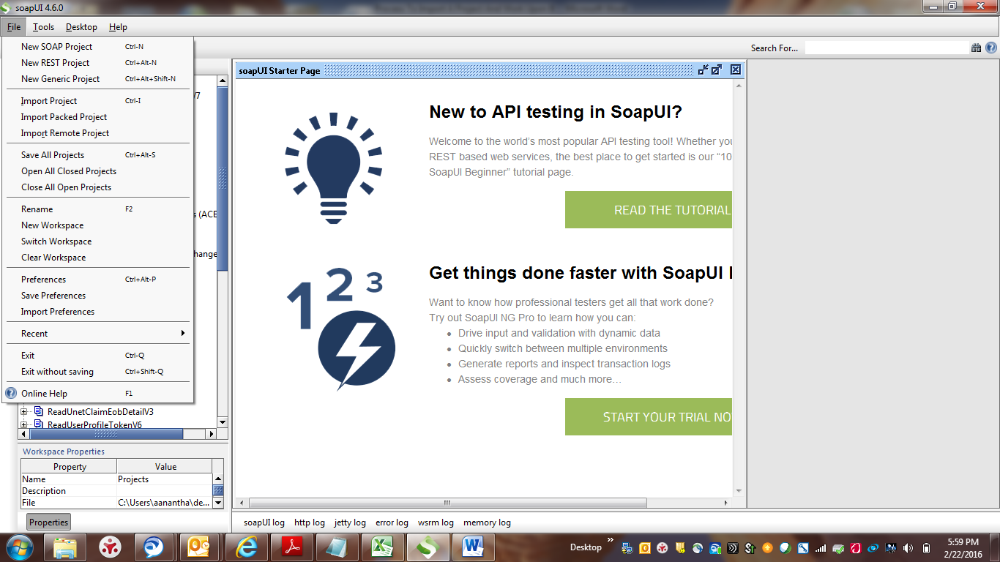 soapUI 4.6.0
File Tools Desktop Help
Search For...
New SOAP Project Ctrl-N
New REST Project Ctrl+Alt-N
New Generic Project Ctrl+Alt+Shift-N
Import Project Ctrl-I
Import Packed Project
Import Remote Project
Save All Projects Ctrl+Alt-S
Open All Closed Projects
Close All Open Projects
Rename F2
New Workspace
Switch Workspace
Clear Workspace
Preferences Ctrl+Alt-P
Save Preferences
Import Preferences
Recent
Exit Ctrl-Q
Exit without saving Ctrl+Shift-Q
Online Help F1
V7
s (ACE
hange
ReadUnetClaimEobDetailV3
ReadUserProfileTokenV6
Workspace Properties
Property Value
Name Projects
Description
File C:\Users\aanantha\de...
Properties
soapUI Starter Page
New to API testing in SoapUI?
Welcome to the world's most popular API testing tool! Whether you
REST based web services, the best place to get started is our “10
SoapUI Beginner” tutorial page.
READ THE TUTORIAL
1 2 3
Get things done faster with SoapUI
Want to know how professional testers get all that work done?
Try out SoapUI NG Pro to learn how you can:
Drive input and validation with dynamic data
Quickly switch between multiple environments
Generate reports and inspect transaction logs
Assess coverage and much more…
START YOUR TRIAL NO
soapUI log http log jetty log error log wsrm log memory log
Desktop
5:59 PM
2/22/2016